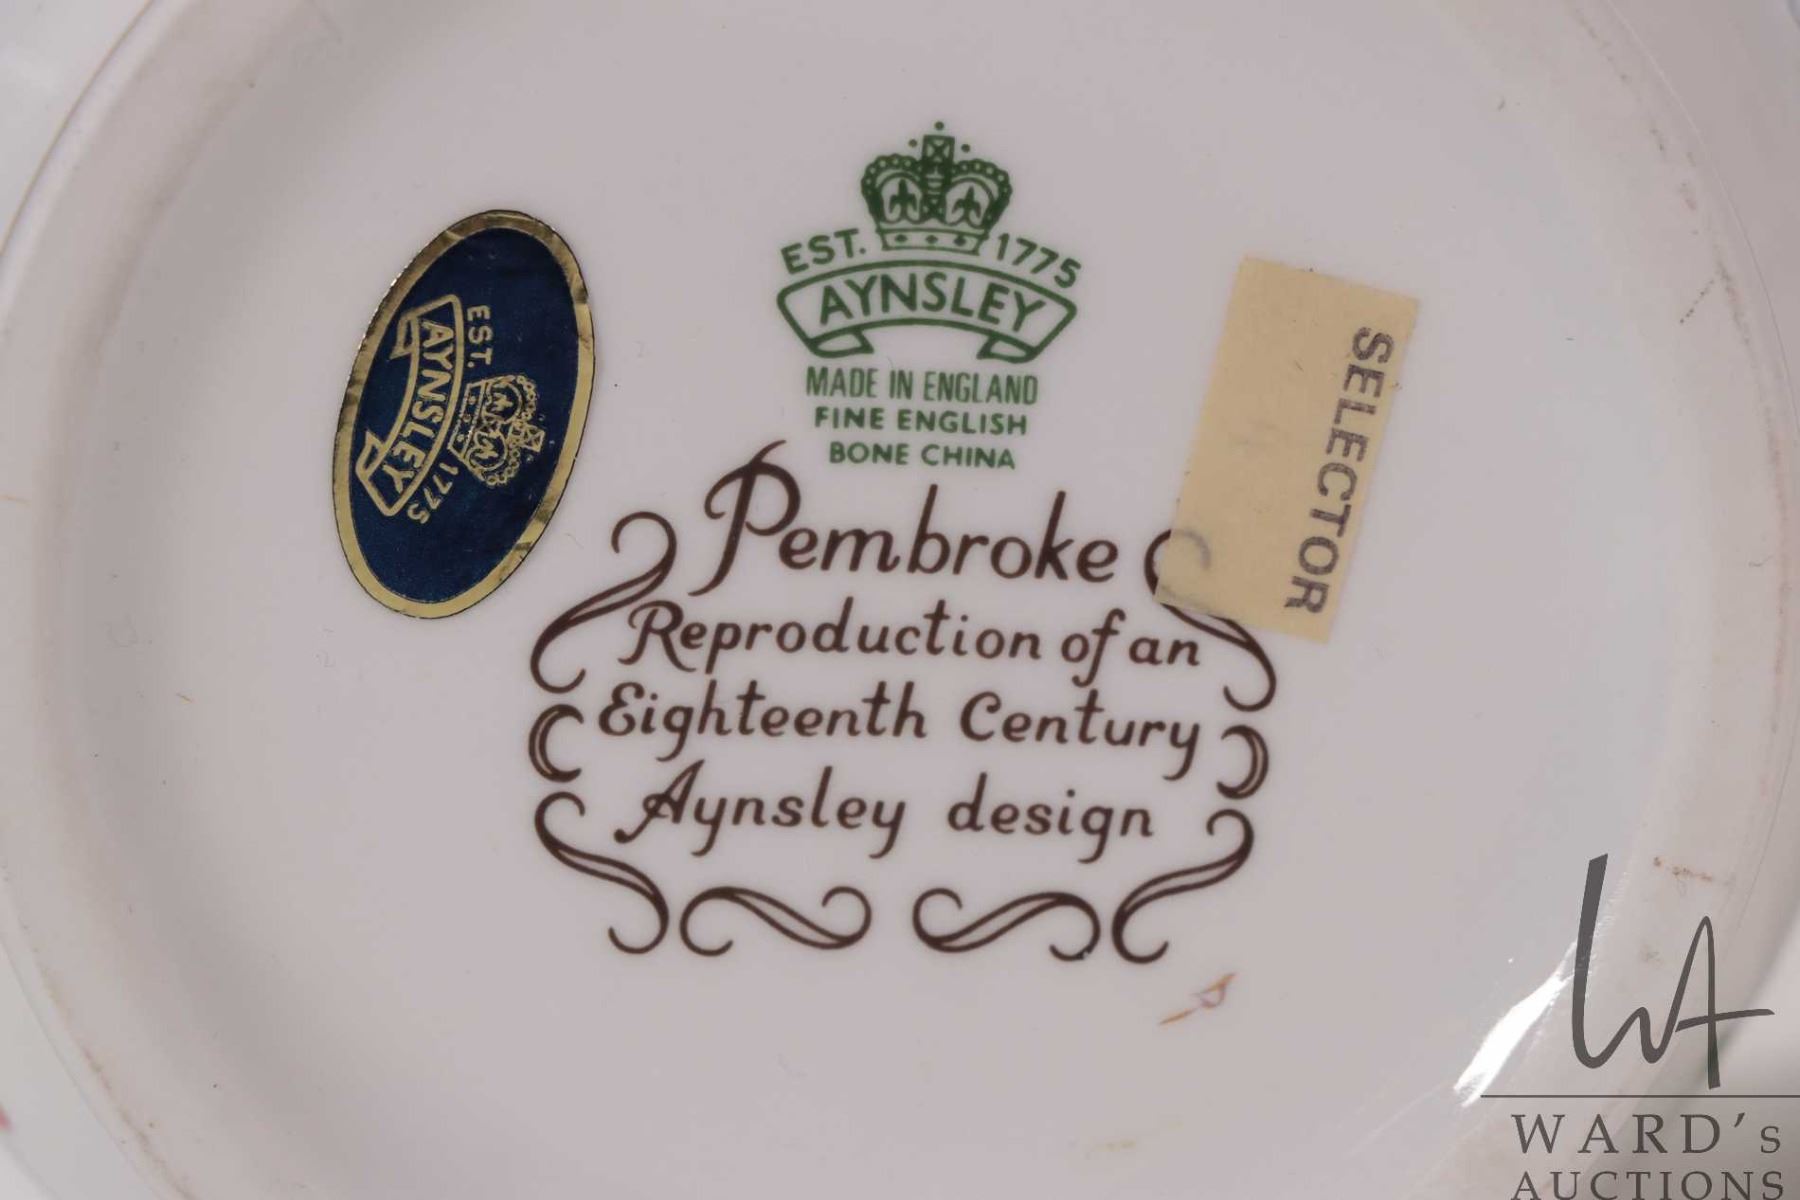 EST. 1775
AYNSLEY
MADE IN ENGLAND
FINE ENGLISH
BONE CHINA
Pembroke
Reproduction of an
Eighteenth Century
Aynsley design
EST. 1775
AYNSLEY
SELECTOR
WA
WARD's
AUCTIONS